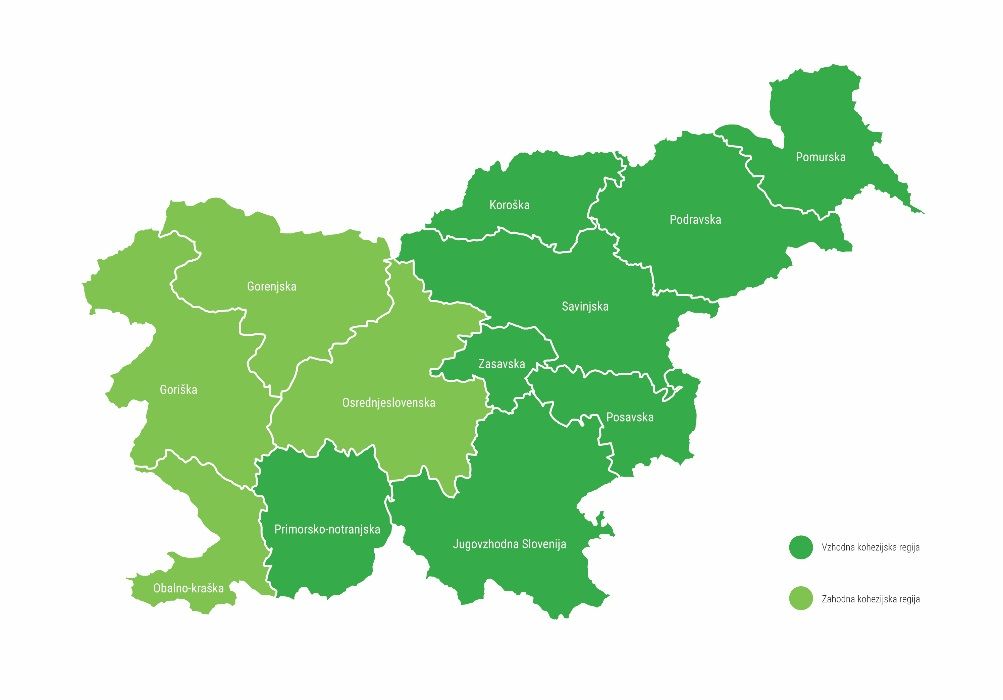 Pomurska
Koroška
Podravska
Gorenjska
Savinjska
Zasavska
Goriška
Osrednjeslovenska
Posavska
Primorsko-notranjska
Jugovzhodna Slovenija
Vzhodna kohezijska regija
Obalno-kraška
Zahodna kohezijska regija